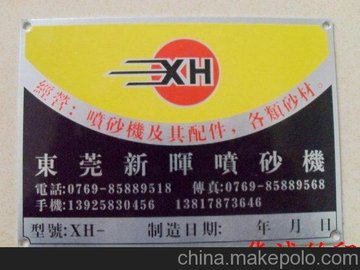 XH
經營：噴砂機及其配件，各類砂材。
東莞新暉噴砂機
電話:0769-85889518 傳真:0769-85889568
手機:13925830456 13817873646
型號:XH- 制造日期: 年 月 日
china.makepolo.com